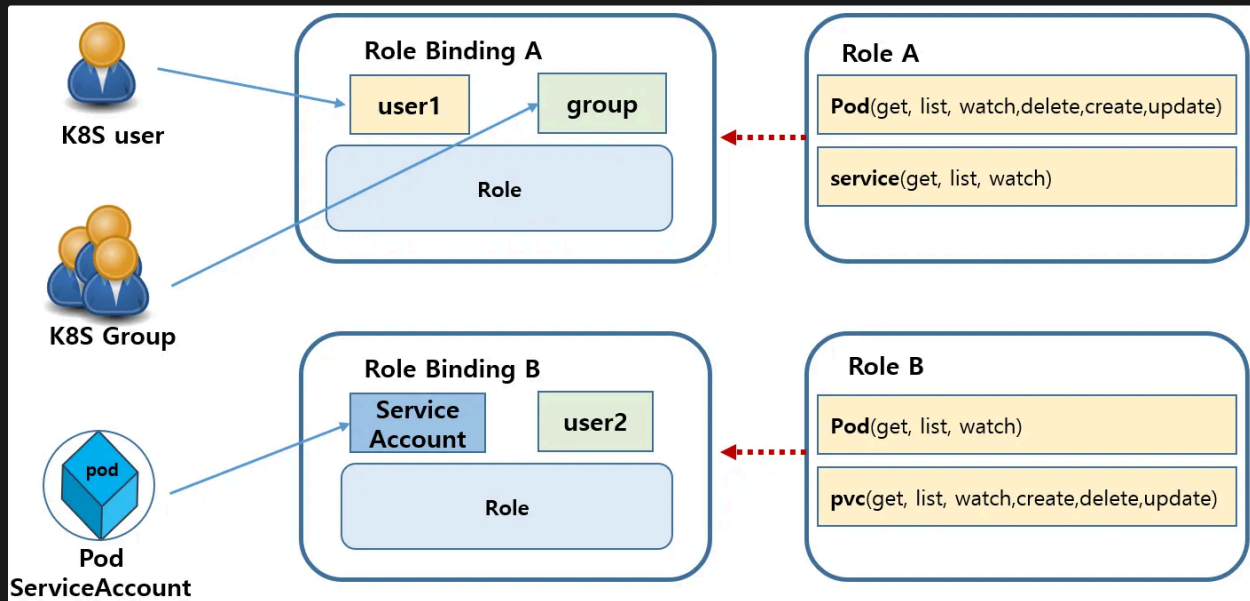 K8S user
K8S Group
pod
Pod
ServiceAccount
Role Binding A
user1
group
Role
Role Binding B
Service
Account
user2
Role
Role A
Pod(get, list, watch,delete,create,update)
service(get, list, watch)
Role B
Pod(get, list, watch)
pvc(get, list, watch,create,delete,update)